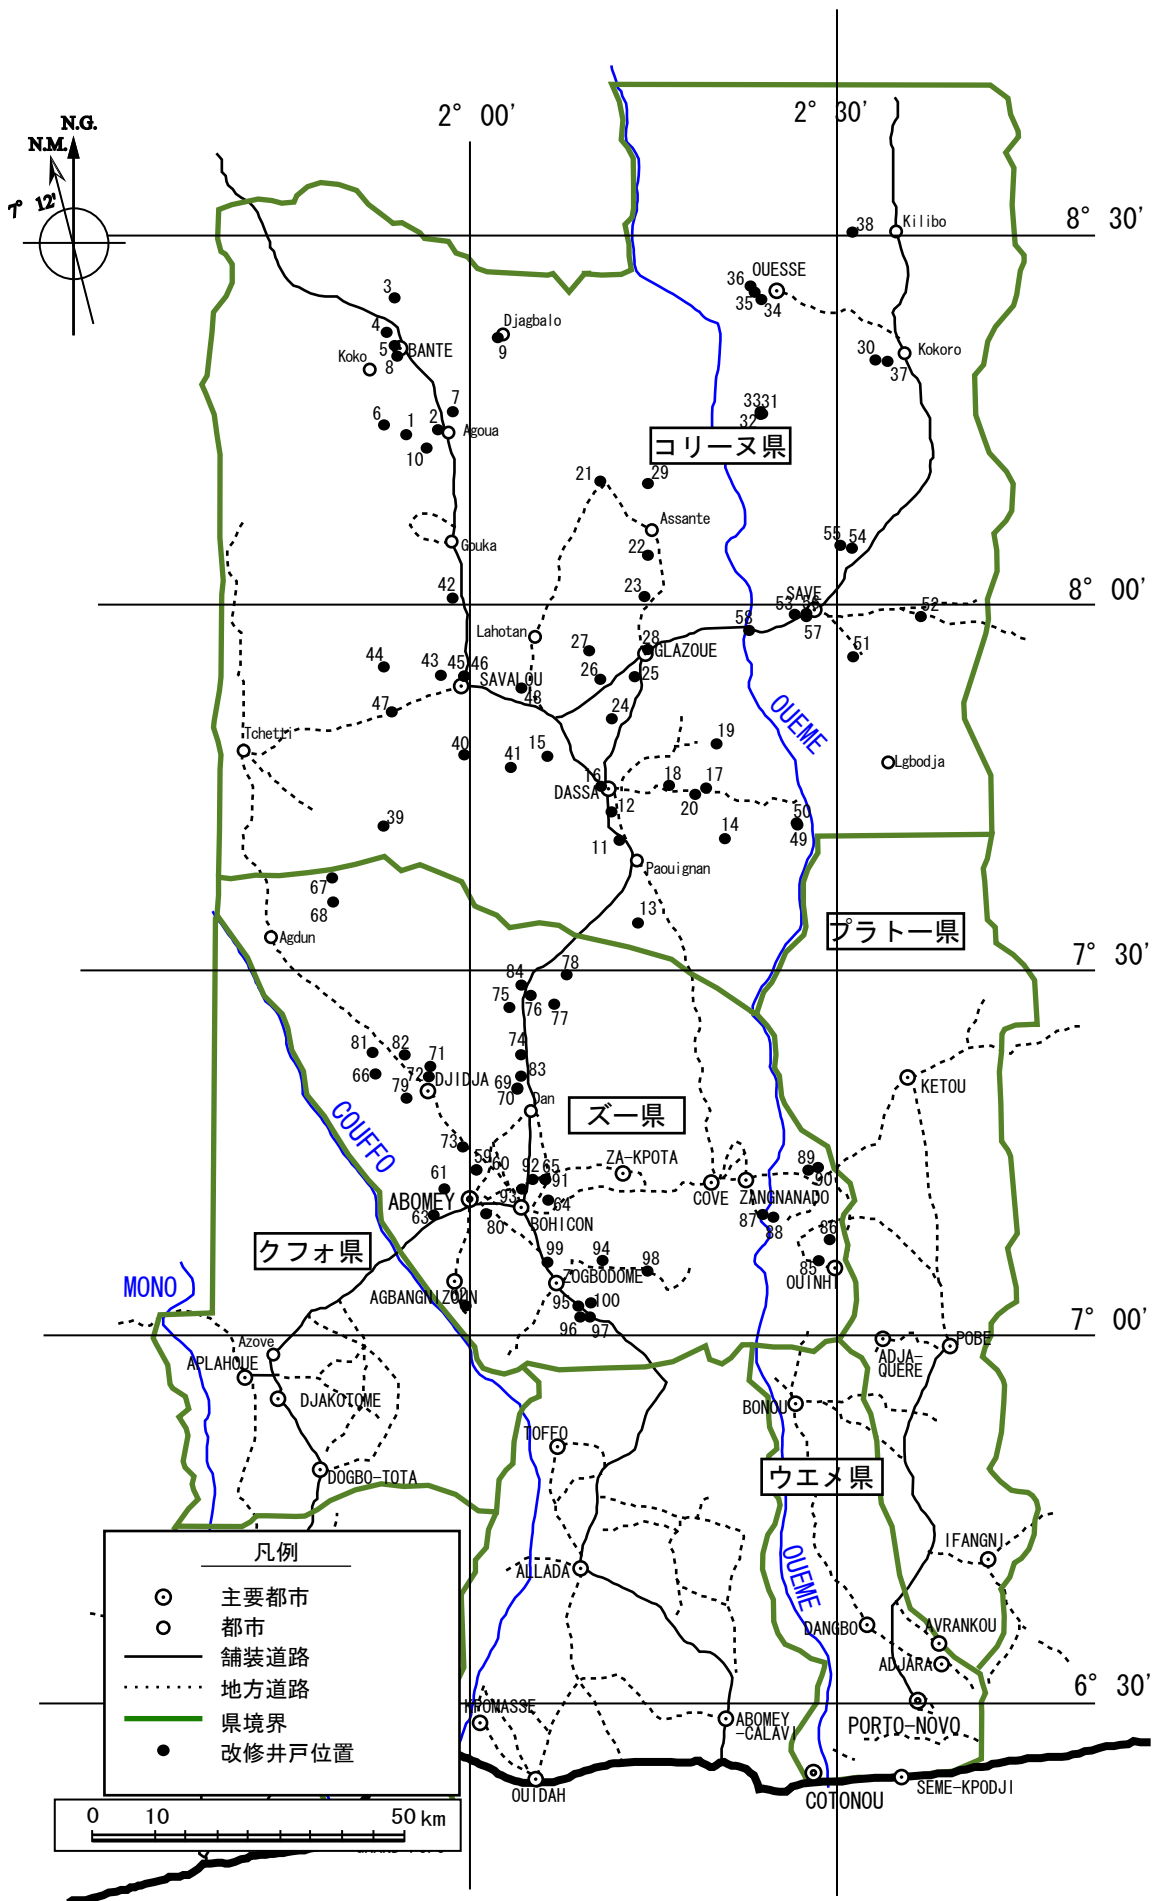 N.G.
N.M.
7° 12'
2° 00'
2° 30'
8° 30'
38
Kilibo
36
OUESSE
35
34
3
4
Djagbalo
9
5
BANTE
Koko
8
30
Kokoro
37
7
6
1
2
Agoua
10
3331
32
コリーヌ県
21
29
Assante
22
Gouka
55
54
23
42
SAVE
8° 00'
53
52
57
58
Lahotan
27
28
GLAZOUE
51
44
43
45
46
SAVALOU
26
25
48
47
24
OUEME
Tchetti
40
41
15
19
Lgbodja
16
DASSA
18
17
20
12
50
49
39
11
14
Paouignan
67
68
13
プラトー県
Agdun
7° 30'
84
78
75
76
77
81
82
74
71
66
72
DJIDJA
83
69
79
70
Dan
KETOU
COUFFO
ズー県
73
59
60
92
65
ZA-KPOTA
89
61
91
90
ABOMEY
93
64
COVE
ZANGNANADO
63
80
BOHICON
87
88
86
クフォ県
99
94
98
85
OUINHI
MONO
ZOGBODOME
AGBANGNIZOUN
62
95
100
96
97
7° 00'
Azove
APLAHOUE
POBE
ADJA-
QUERE
DJAKOTOME
BONOU
TOFFO
DOGBO-TOTA
ウエメ県
凡例
主要都市
都市
舗装道路
地方道路
県境界
改修井戸位置
IFANGNI
ALLADA
OUEME
DANGBO
AVRANKOU
ADJARA
6° 30'
KPOMASSE
ABOMEY
-CALAVI
PORTO-NOVO
OUIDAH
SEME-KPODJI
COTONOU
0 10 50 km